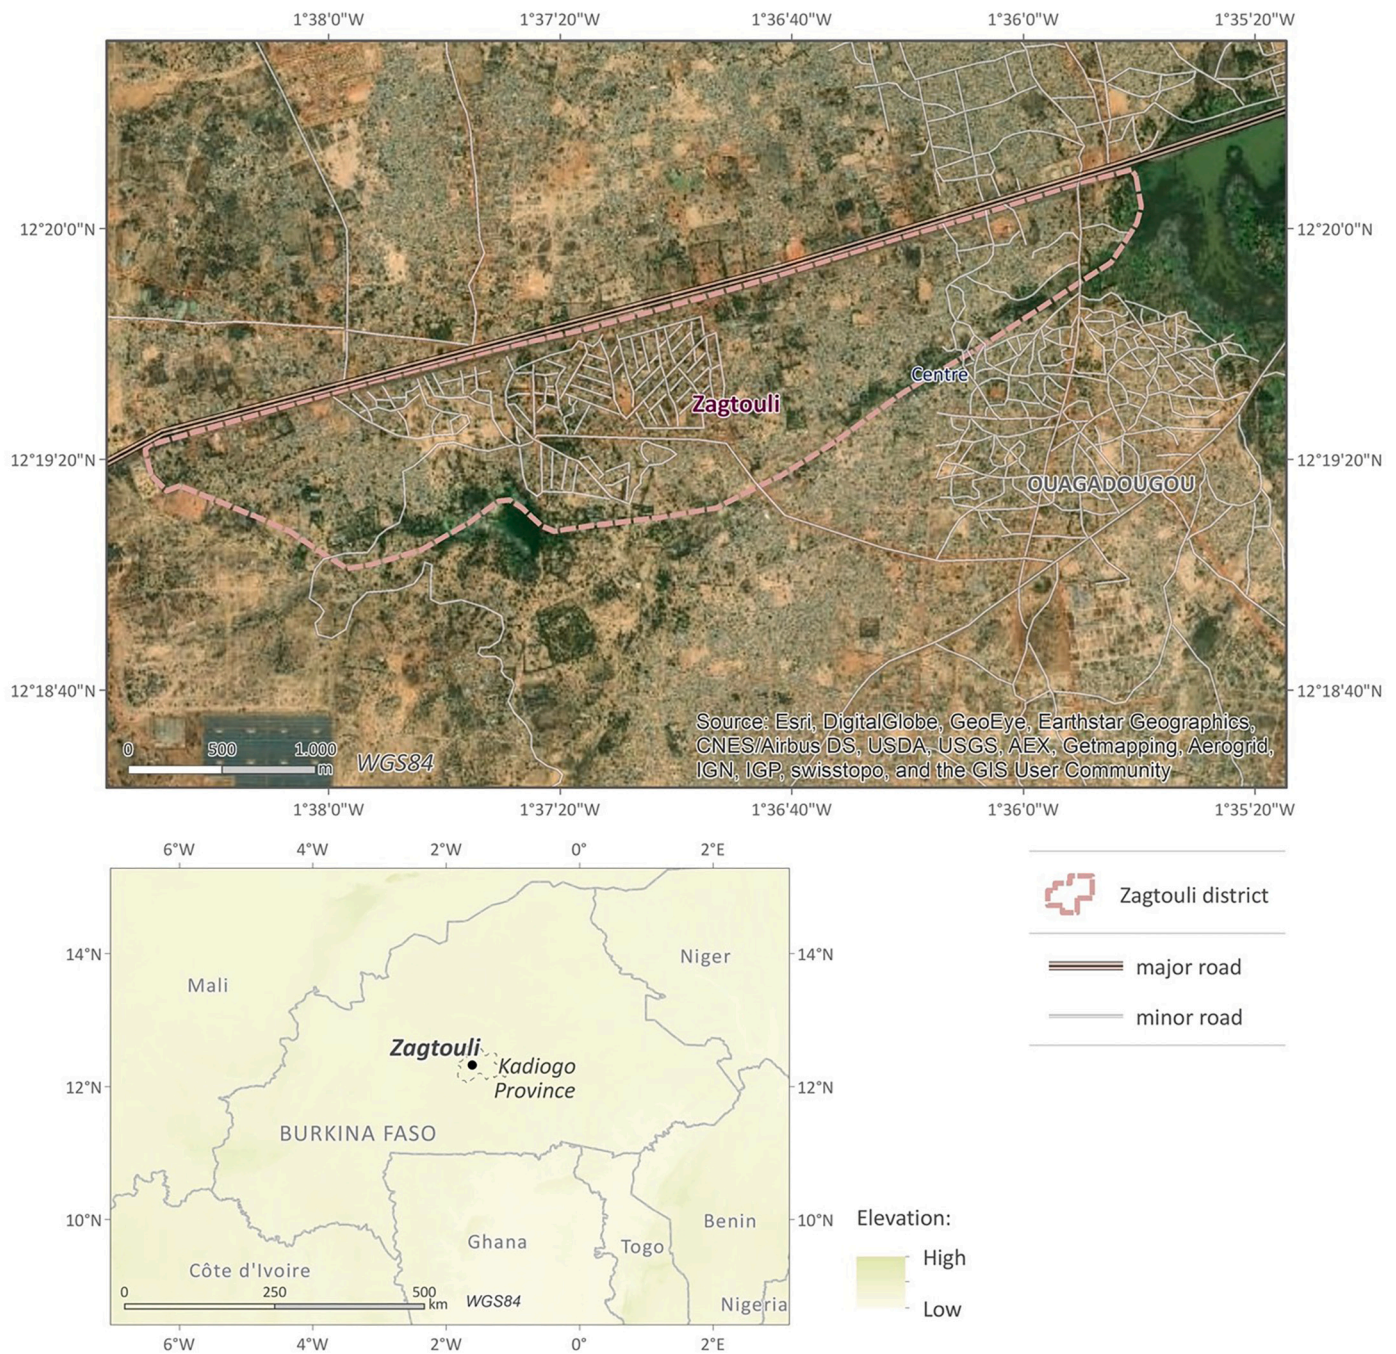 1°38'0"W 1°37'20"W 1°36'40"W 1°36'0"W 1°35'20"W
12°20'0"N 12°20'0"N
Centre
Zagtouli
12°19'20"N 12°19'20"N
OUAGADOUGOU
12°18'40"N 12°18'40"N
Source: Esri, DigitalGlobe, GeoEye, Earthstar Geographics,
CNES/Airbus DS, USDA, USGS, AEX, Getmapping, Aerogrid,
IGN, IGP, swisstopo, and the GIS User Community
0 500 1.000
m
WGS84
1°38'0"W 1°37'20"W 1°36'40"W 1°36'0"W 1°35'20"W
6°W 4°W 2°W 0° 2°E
14°N 14°N
Niger
Mali
Zagtouli
Kadiogo
Province
12°N 12°N
BURKINA FASO
10°N 10°N
Benin
Ghana
Togo
Côte d'Ivoire
0 250 500
km
WGS84
Nigeria
6°W 4°W 2°W 0° 2°E
Zagtouli district
major road
minor road
Elevation:
High
Low